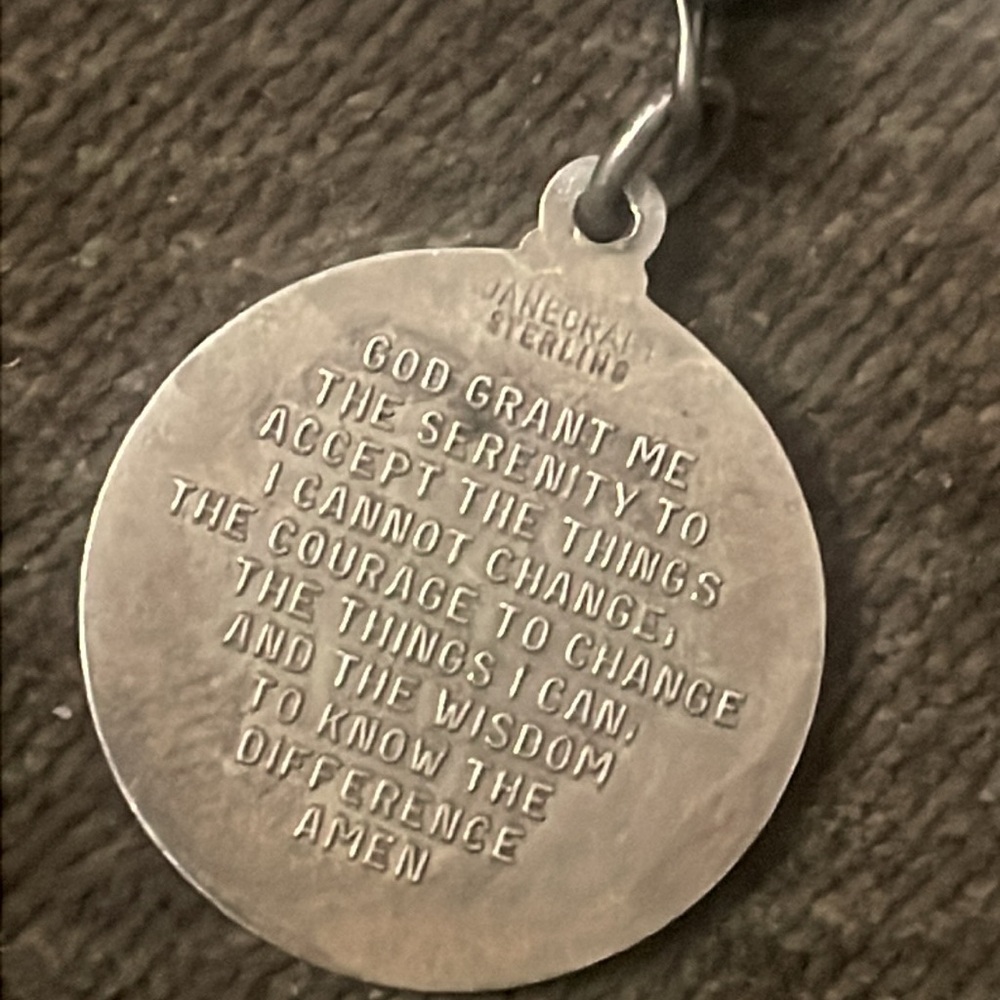 JANECRAFT
STERLING
GOD GRANT ME
THE SERENITY TO
ACCEPT THE THINGS
I CANNOT CHANGE,
THE COURAGE TO CHANGE
THE THINGS I CAN,
AND THE WISDOM
TO KNOW THE
DIFFERENCE
AMEN